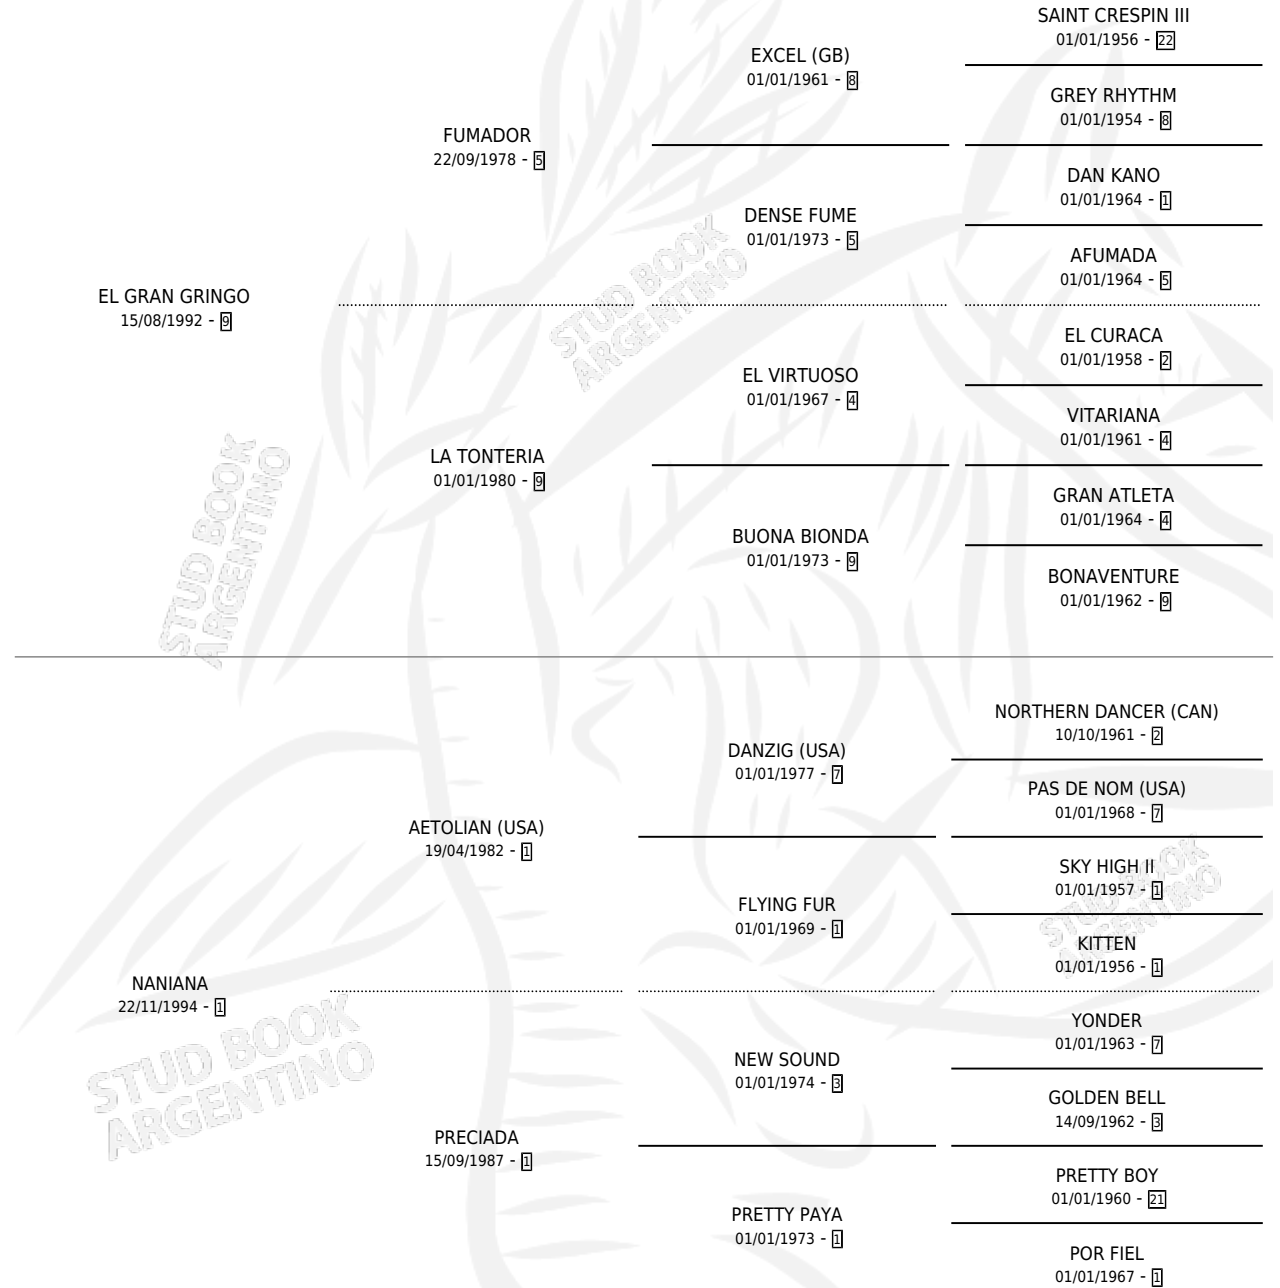 SAINT CRESPIN III
01/01/1956 - 22
EXCEL (GB)
01/01/1961 - 8
GREY RHYTHM
01/01/1954 - 8
FUMADOR
22/09/1978 - 5
DAN KANO
01/01/1964 - 1
DENSE FUME
01/01/1973 - 5
AFUMADA
01/01/1964 - 5
EL GRAN GRINGO
15/08/1992 - 9
EL CURACA
01/01/1958 - 2
EL VIRTUOSO
01/01/1967 - 4
VITARIANA
01/01/1961 - 4
LA TONTERIA
01/01/1980 - 9
GRAN ATLETA
01/01/1964 - 4
BUONA BIONDA
01/01/1973 - 9
BONAVENTURE
01/01/1962 - 9
STUD BOOK
ARGENTINO
STUD BOOK
ARGENTINO
NORTHERN DANCER (CAN)
10/10/1961 - 2
DANZIG (USA)
01/01/1977 - 7
PAS DE NOM (USA)
01/01/1968 - 7
AETOLIAN (USA)
19/04/1982 - 1
SKY HIGH II
01/01/1957 - 1
FLYING FUR
01/01/1969 - 1
KITTEN
01/01/1956 - 1
STUD BOOK
ARGENTINO
NANIANA
22/11/1994 - 1
YONDER
01/01/1963 - 7
NEW SOUND
01/01/1974 - 3
GOLDEN BELL
14/09/1962 - 3
STUD BOOK
ARGENTINO
PRECIADA
15/09/1987 - 1
PRETTY BOY
01/01/1960 - 21
PRETTY PAYA
01/01/1973 - 1
POR FIEL
01/01/1967 - 1